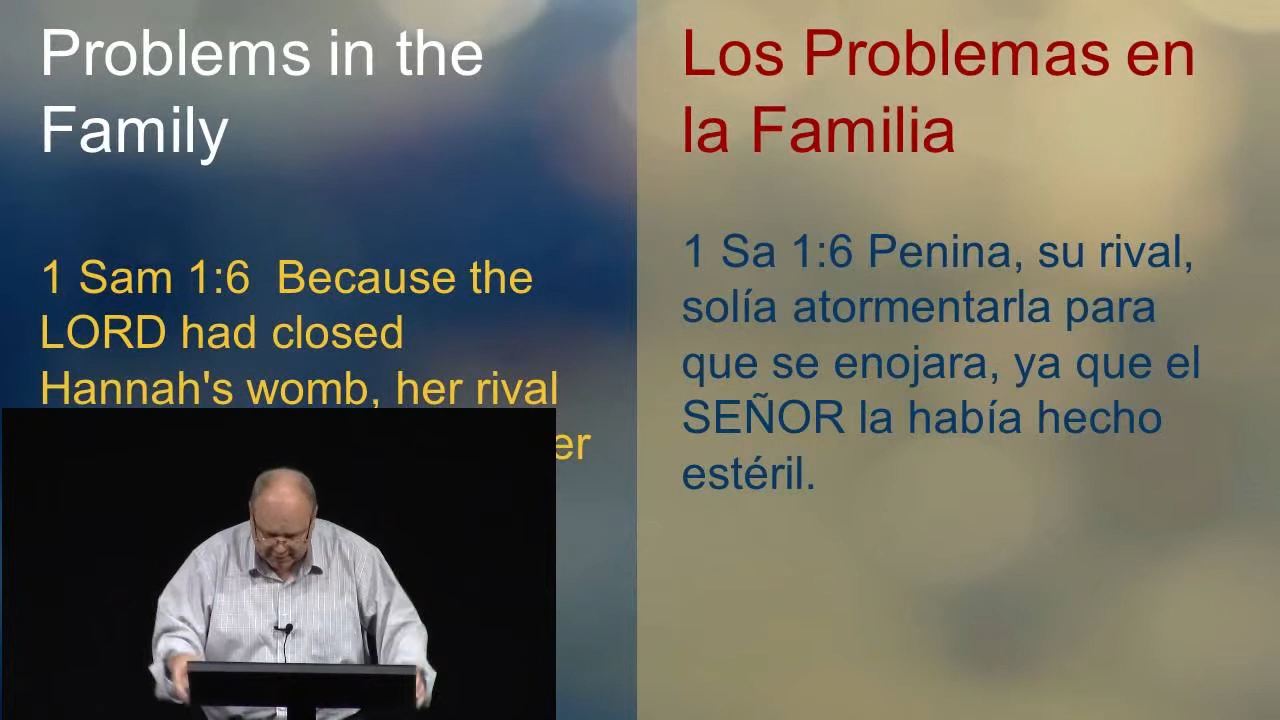 Problems in the
Family
1 Sam 1:6  Because the
LORD had closed
Hannah's womb, her rival
er
Los Problemas en
la Familia
1 Sa 1:6 Penina, su rival,
solía atormentarla para
que se enojara, ya que el
SEÑOR la había hecho
estéril.